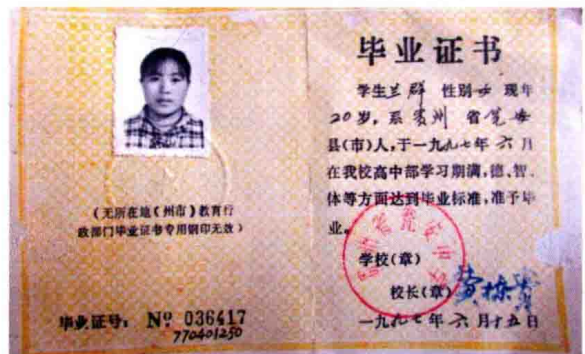 毕业证书
学生兰群 性别女 现年
20岁,系贵州 省瓮安
县(市)人,于一九九七年 六 月
在我校高中部学习期满,德、智、
体等方面达到毕业标准,准予毕
业。
学校(章)
校长(章)
一九九七年六月十五日
(无所在地(州市)教育行
政部门毕业证书专用钢印无效)
毕业证号: Nº 036417
770401250